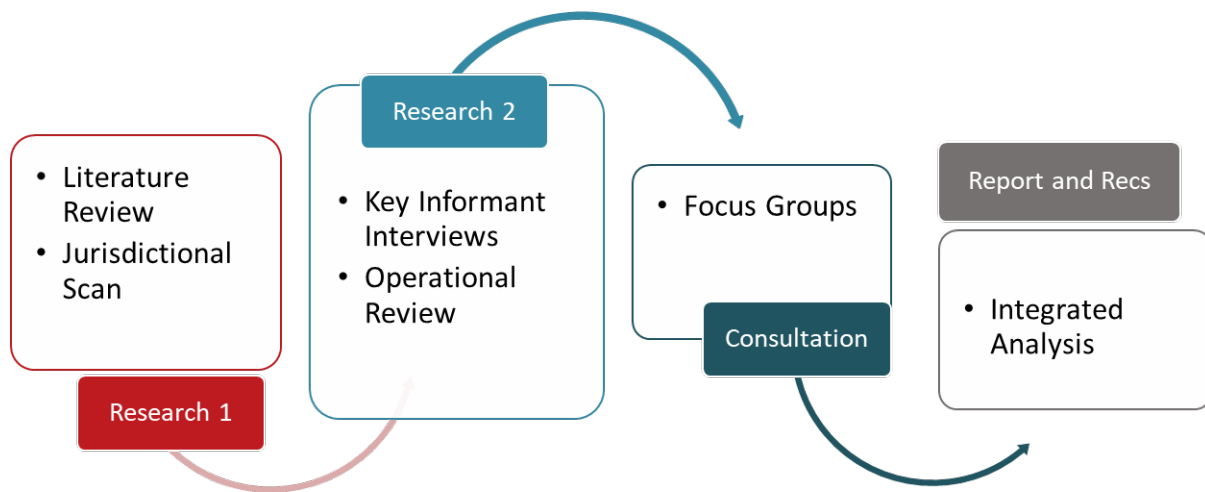 • Literature
Review
• Jurisdictional
Scan
Research 1
Research 2
• Key Informant
Interviews
• Operational
Review
• Focus Groups
Consultation
Report and Recs
• Integrated
Analysis